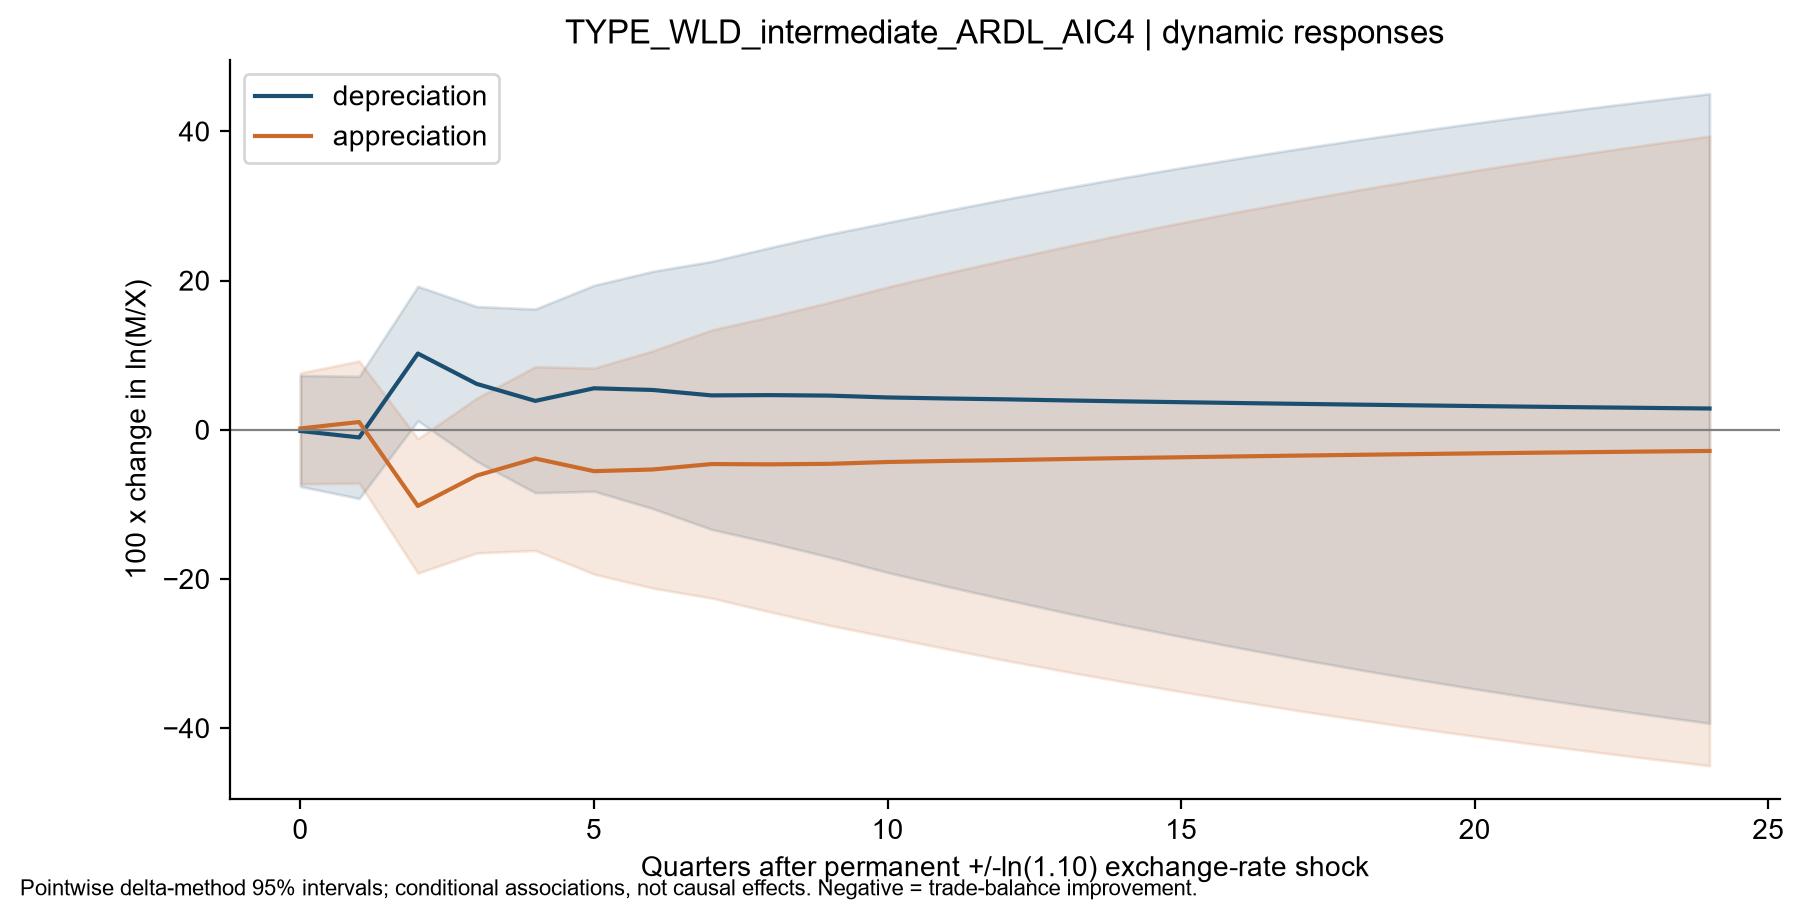 TYPE_WLD_intermediate_ARDL_AIC4 | dynamic responses
depreciation
appreciation
100 x change in ln(M/X)
40
20
0
−20
−40
0
5
10
15
20
25
Quarters after permanent +/-ln(1.10) exchange-rate shock
Pointwise delta-method 95% intervals; conditional associations, not causal effects. Negative = trade-balance improvement.